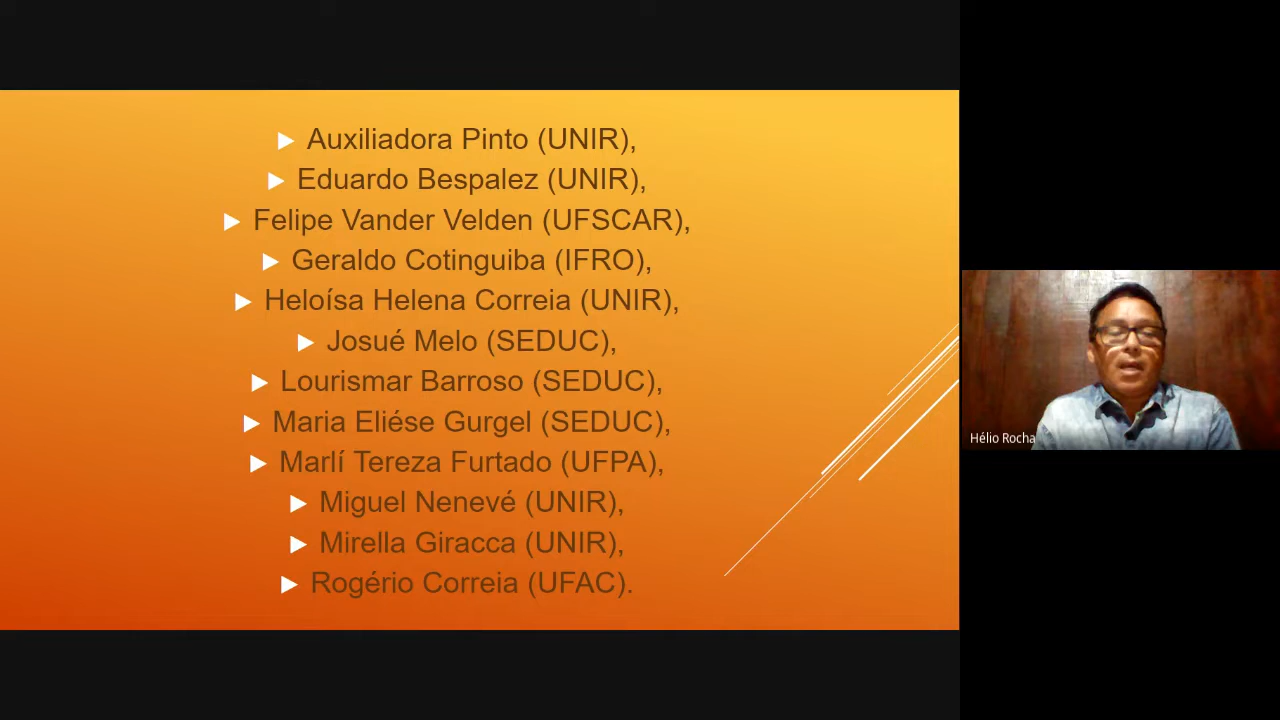 Auxiliadora Pinto (UNIR),
Eduardo Bespalez (UNIR),
Felipe Vander Velden (UFSCAR),
Geraldo Cotinguiba (IFRO),
Heloísa Helena Correia (UNIR),
Josué Melo (SEDUC),
Lourismar Barroso (SEDUC),
Maria Eliése Gurgel (SEDUC),
Marlí Tereza Furtado (UFPA),
Miguel Nenevé (UNIR),
Mirella Giracca (UNIR),
Rogério Correia (UFAC).
Hélio Rocha